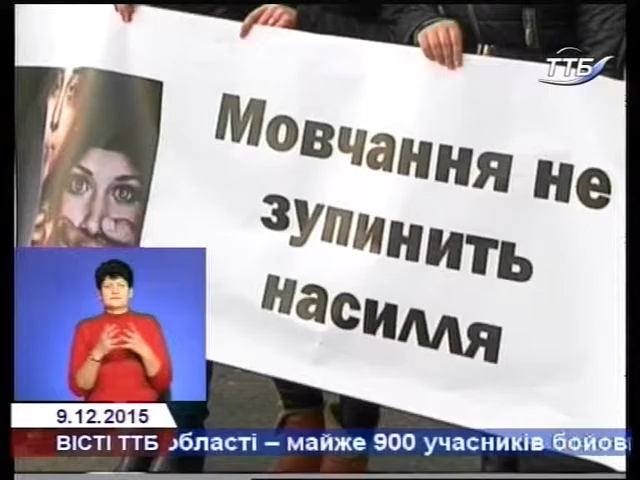 ТТБ
Мовчання не
зупинить
насилля
9.12.2015
ВІСТІ ТТБ
області – майже 900 учасників бойов